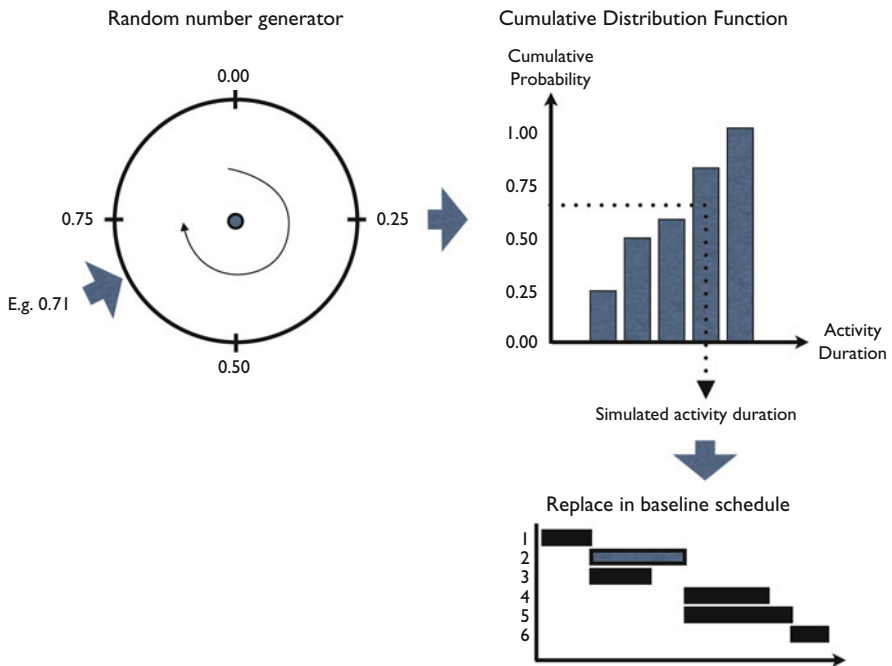 Random number generator
0.00
0.75
0.25
E.g. 0.71
0.50
Cumulative Distribution Function
Cumulative
Probability
1.00
0.75
0.50
0.25
0.00
Activity
Duration
Simulated activity duration
Replace in baseline schedule
1
2
3
4
5
6